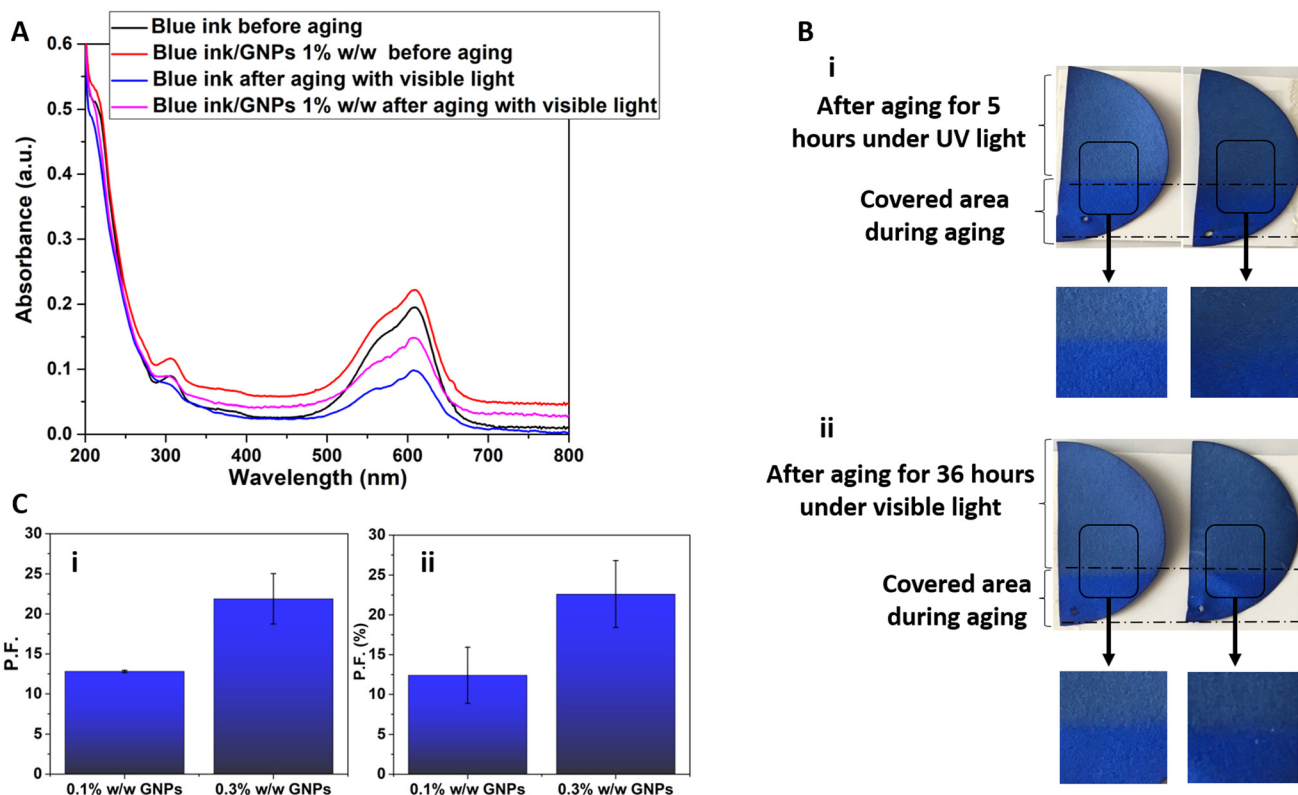 A
Blue ink before aging
Blue ink/GNPs 1% w/w  before aging
Blue ink after aging with visible light
Blue ink/GNPs 1% w/w after aging with visible light
0.6
0.5
0.4
0.3
0.2
0.1
0.0
Absorbance (a.u.)
200 300 400 500 600 700 800
Wavelength (nm)
B
i
After aging for 5
hours under UV light
Covered area
during aging
ii
After aging for 36 hours
under visible light
Covered area
during aging
C
i
30
25
20
15
10
5
0
P.F.
0.1% w/w GNPs 0.3% w/w GNPs
ii
30
25
20
15
10
5
0
P.F. (%)
0.1% w/w GNPs 0.3% w/w GNPs